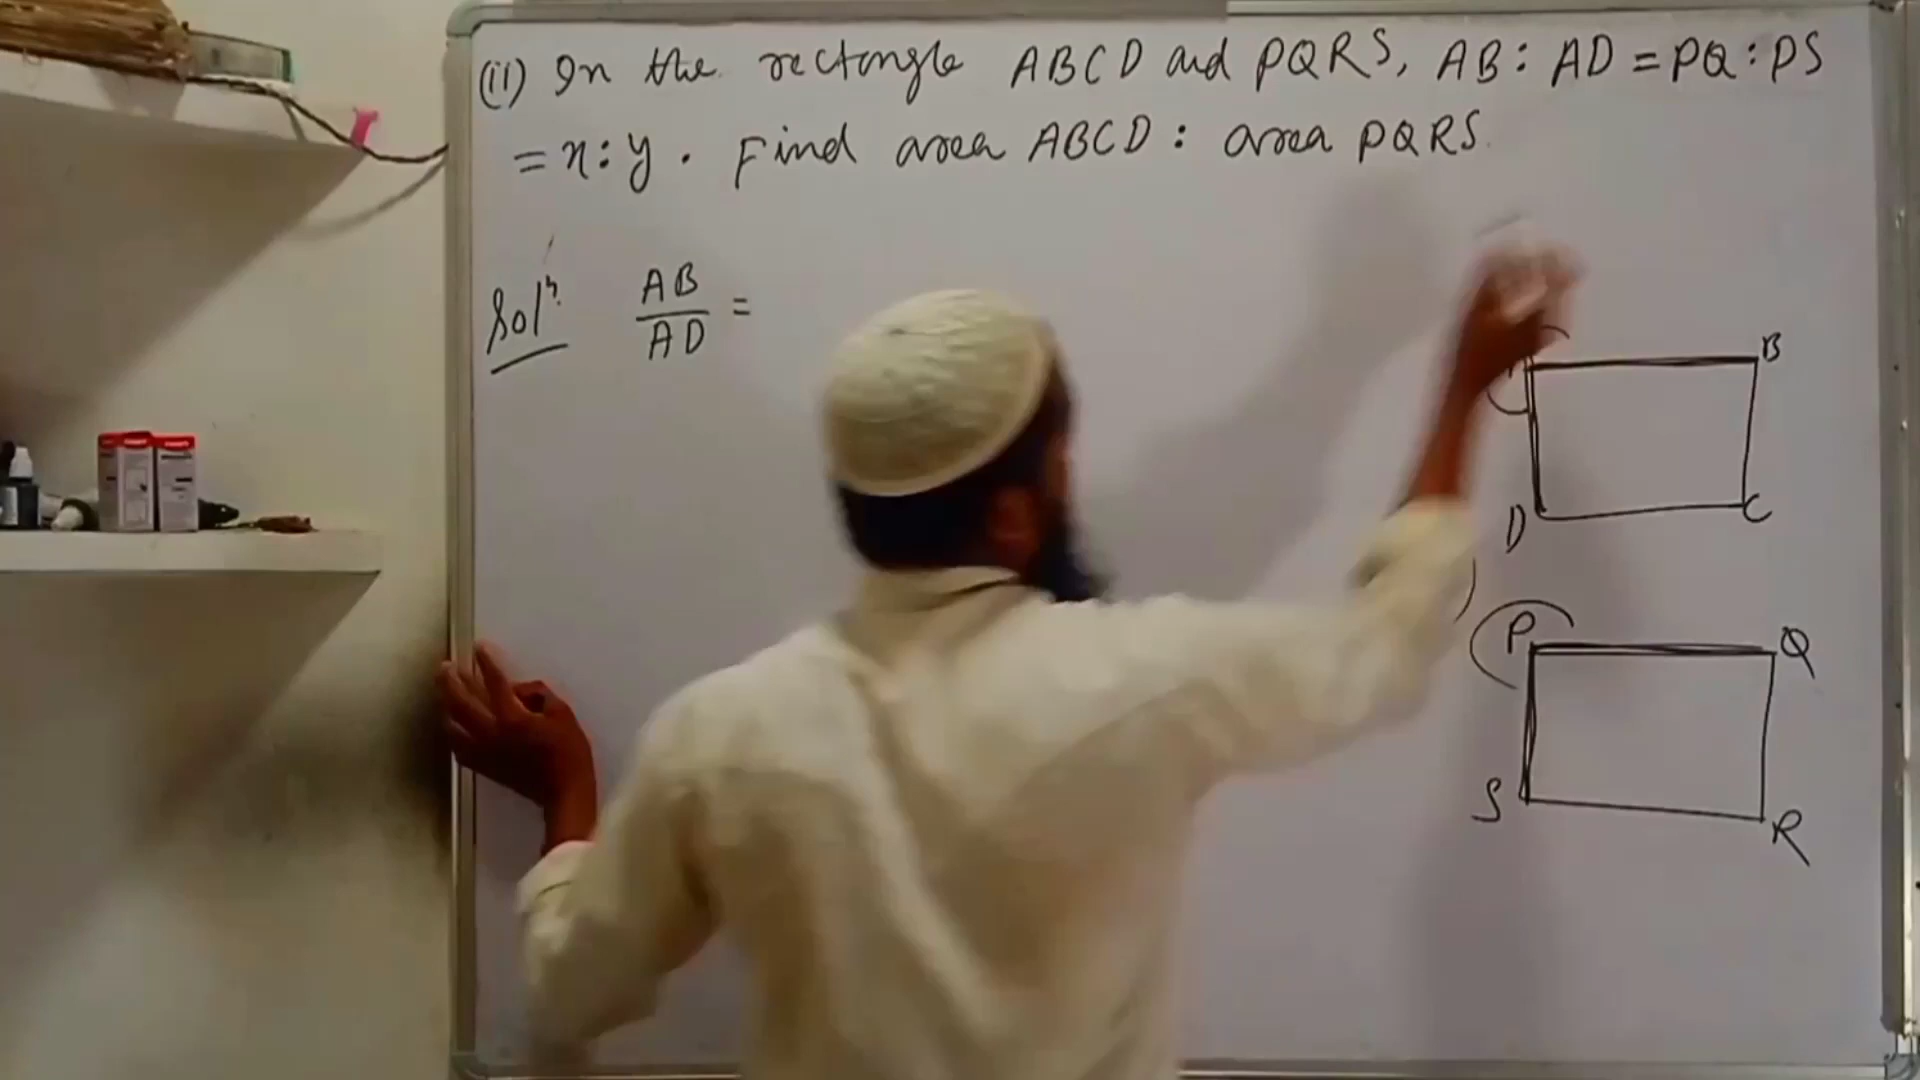 (ii) In the rectangle ABCD and PQRS, AB : AD = PQ : PS
= x : y . Find area ABCD : area PQRS.
Solⁿ. AB/AD =
B
D C
P Q
S R